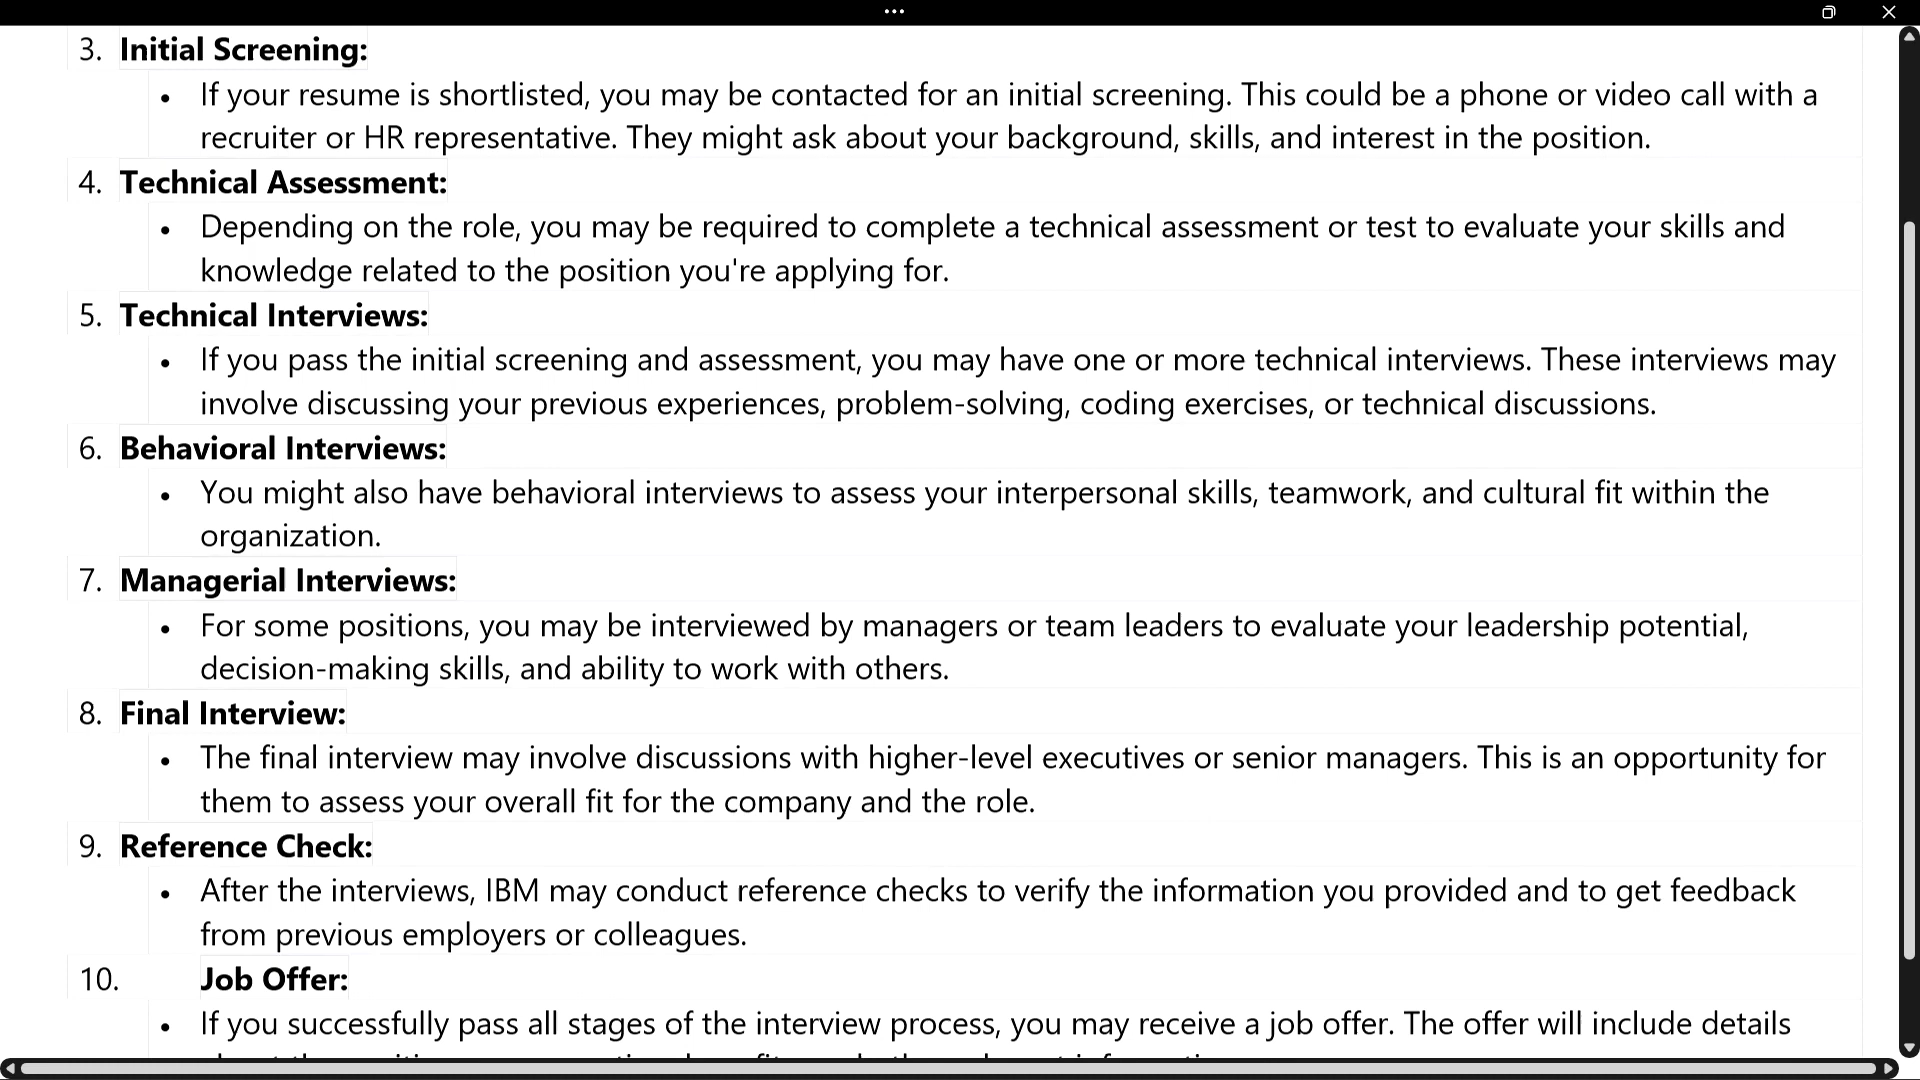 3. Initial Screening:
• If your resume is shortlisted, you may be contacted for an initial screening. This could be a phone or video call with a
recruiter or HR representative. They might ask about your background, skills, and interest in the position.
4. Technical Assessment:
• Depending on the role, you may be required to complete a technical assessment or test to evaluate your skills and
knowledge related to the position you're applying for.
5. Technical Interviews:
• If you pass the initial screening and assessment, you may have one or more technical interviews. These interviews may
involve discussing your previous experiences, problem-solving, coding exercises, or technical discussions.
6. Behavioral Interviews:
• You might also have behavioral interviews to assess your interpersonal skills, teamwork, and cultural fit within the
organization.
7. Managerial Interviews:
• For some positions, you may be interviewed by managers or team leaders to evaluate your leadership potential,
decision-making skills, and ability to work with others.
8. Final Interview:
• The final interview may involve discussions with higher-level executives or senior managers. This is an opportunity for
them to assess your overall fit for the company and the role.
9. Reference Check:
• After the interviews, IBM may conduct reference checks to verify the information you provided and to get feedback
from previous employers or colleagues.
10. Job Offer:
• If you successfully pass all stages of the interview process, you may receive a job offer. The offer will include details